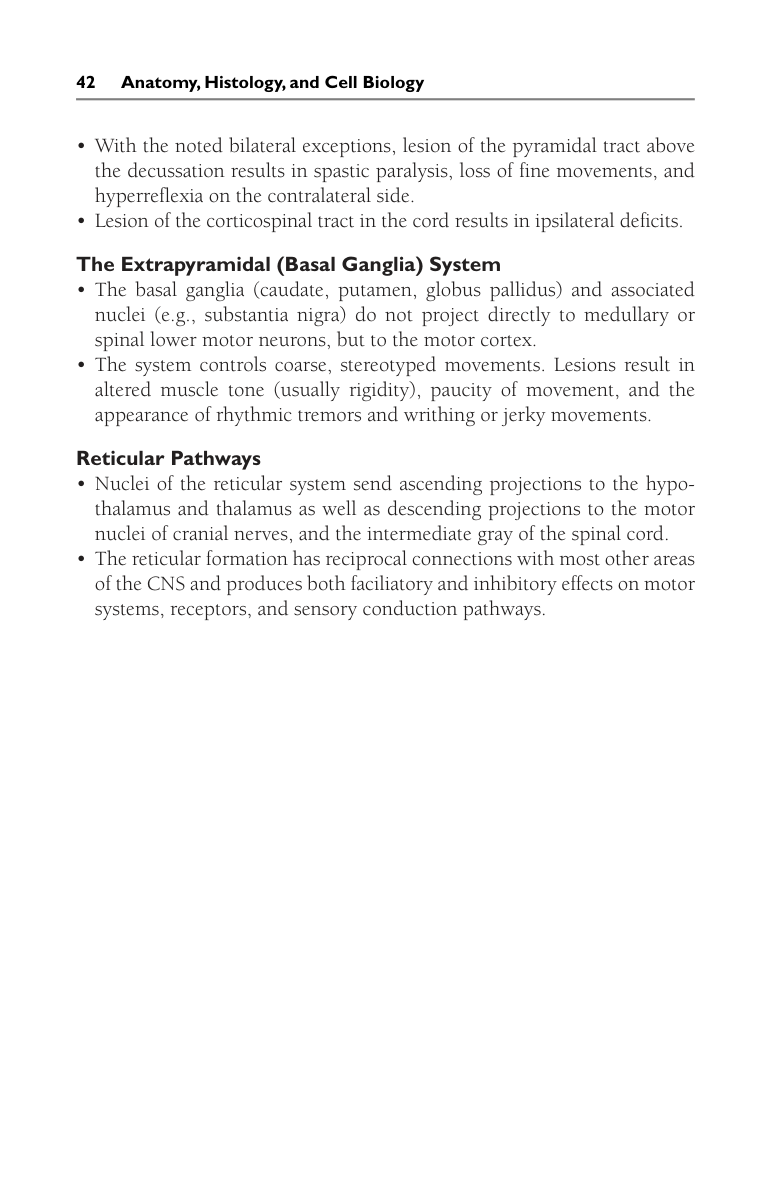 42 Anatomy, Histology, and Cell Biology
• With the noted bilateral exceptions, lesion of the pyramidal tract above
the decussation results in spastic paralysis, loss of fine movements, and
hyperreflexia on the contralateral side.
• Lesion of the corticospinal tract in the cord results in ipsilateral deficits.
The Extrapyramidal (Basal Ganglia) System
• The basal ganglia (caudate, putamen, globus pallidus) and associated
nuclei (e.g., substantia nigra) do not project directly to medullary or
spinal lower motor neurons, but to the motor cortex.
• The system controls coarse, stereotyped movements. Lesions result in
altered muscle tone (usually rigidity), paucity of movement, and the
appearance of rhythmic tremors and writhing or jerky movements.
Reticular Pathways
• Nuclei of the reticular system send ascending projections to the hypo-
thalamus and thalamus as well as descending projections to the motor
nuclei of cranial nerves, and the intermediate gray of the spinal cord.
• The reticular formation has reciprocal connections with most other areas
of the CNS and produces both faciliatory and inhibitory effects on motor
systems, receptors, and sensory conduction pathways.